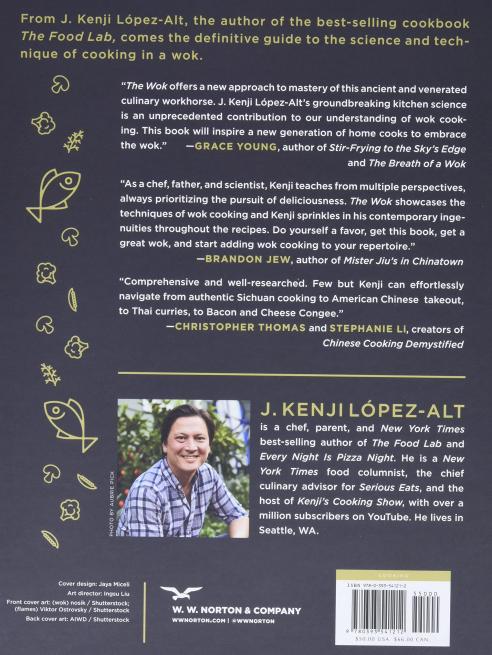 From J. Kenji López-Alt, the author of the best-selling cookbook
The Food Lab, comes the definitive guide to the science and tech-
nique of cooking in a wok.
“The Wok offers a new approach to mastery of this ancient and venerated
culinary workhorse. J. Kenji López-Alt’s groundbreaking kitchen science
is an unprecedented contribution to our understanding of wok cook-
ing. This book will inspire a new generation of home cooks to embrace
the wok.” —GRACE YOUNG, author of Stir-Frying to the Sky’s Edge
and The Breath of a Wok
“As a chef, father, and scientist, Kenji teaches from multiple perspectives,
always prioritizing the pursuit of deliciousness. The Wok showcases the
techniques of wok cooking and Kenji sprinkles in his contemporary inge-
nuities throughout the recipes. Do yourself a favor, get this book, get a
great wok, and start adding wok cooking to your repertoire.”
—BRANDON JEW, author of Mister Jiu’s in Chinatown
“Comprehensive and well-researched. Few but Kenji can effortlessly
navigate from authentic Sichuan cooking to American Chinese takeout,
to Thai curries, to Bacon and Cheese Congee.”
—CHRISTOPHER THOMAS and STEPHANIE LI, creators of
Chinese Cooking Demystified
PHOTO BY AUBRIE PICK
J. KENJI LÓPEZ-ALT
is a chef, parent, and New York Times
best-selling author of The Food Lab and
Every Night Is Pizza Night. He is a New
York Times food columnist, the chief
culinary advisor for Serious Eats, and the
host of Kenji’s Cooking Show, with over a
million subscribers on YouTube. He lives in
Seattle, WA.
Cover design: Jaya Miceli
Art director: Ingsu Liu
Front cover art: (wok) nosik / Shutterstock;
(flames) Viktor Ostrovsky / Shutterstock
Back cover art: AIWD / Shutterstock
W. W. NORTON & COMPANY
WWNORTON.COM | @WWNORTON
COOKING
ISBN 978-0-393-54121-2
55000
9 780393 541212
$50.00 USA $66.00 CAN.